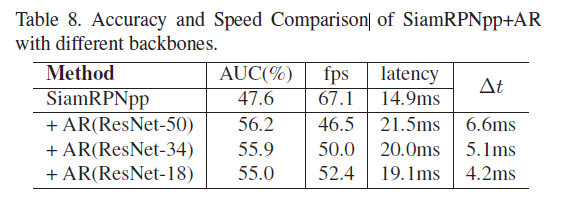 Table 8. Accuracy and Speed Comparison of SiamRPNpp+AR
with different backbones.
Method AUC(%) fps latency Δt
SiamRPNpp 47.6 67.1 14.9ms
+ AR(ResNet-50) 56.2 46.5 21.5ms 6.6ms
+ AR(ResNet-34) 55.9 50.0 20.0ms 5.1ms
+ AR(ResNet-18) 55.0 52.4 19.1ms 4.2ms